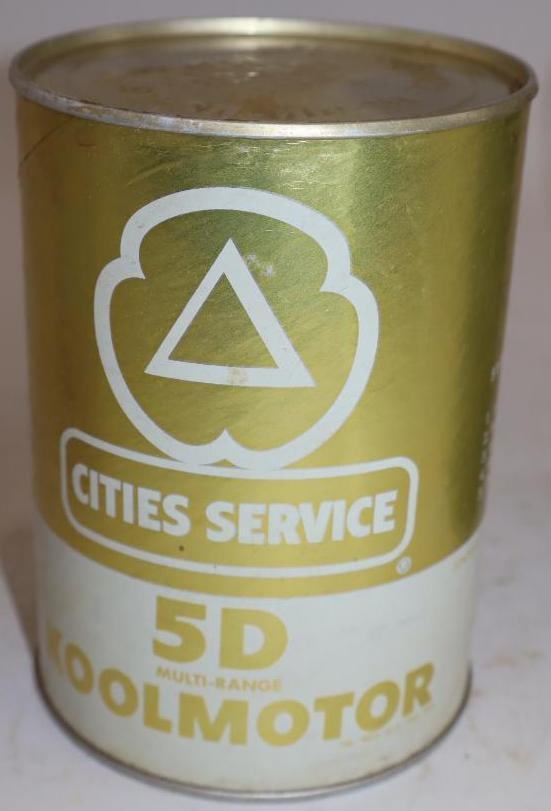 CITIES SERVICE
®
5D
MULTI-RANGE
KOOLMOTOR